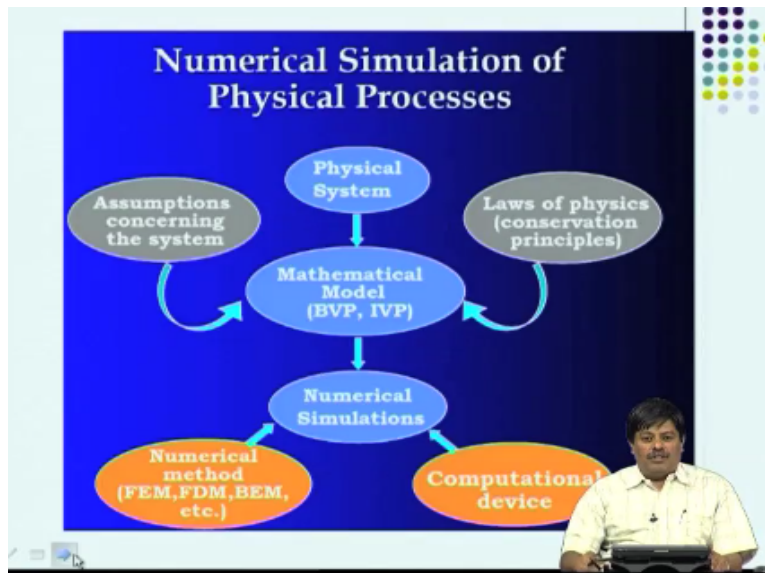 Numerical Simulation of
Physical Processes
Physical
System
Assumptions
concerning
the system
Laws of physics
(conservation
principles)
Mathematical
Model
(BVP, IVP)
Numerical
Simulations
Numerical
method
(FEM,FDM,BEM,
etc.)
Computational
device